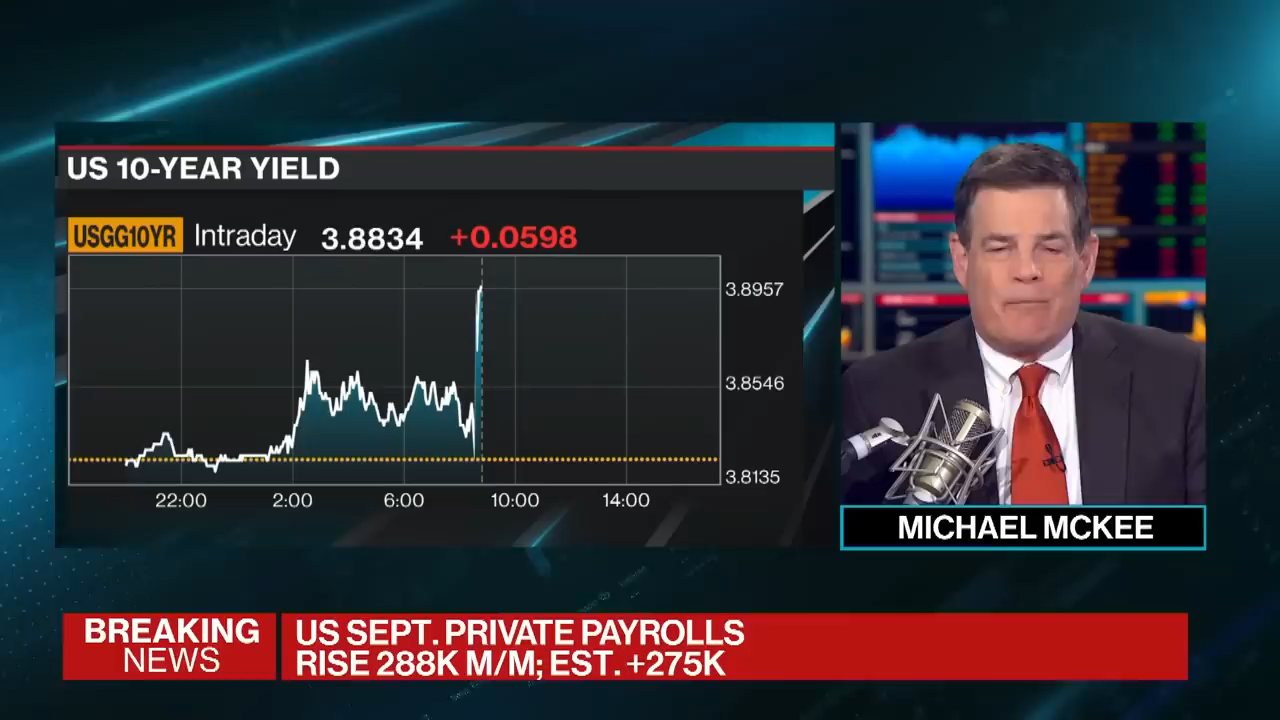 US 10-YEAR YIELD
USGG10YR Intraday 3.8834 +0.0598
3.8957
3.8546
3.8135
22:00 2:00 6:00 10:00 14:00
MICHAEL MCKEE
BREAKING
NEWS
US SEPT. PRIVATE PAYROLLS
RISE 288K M/M; EST. +275K